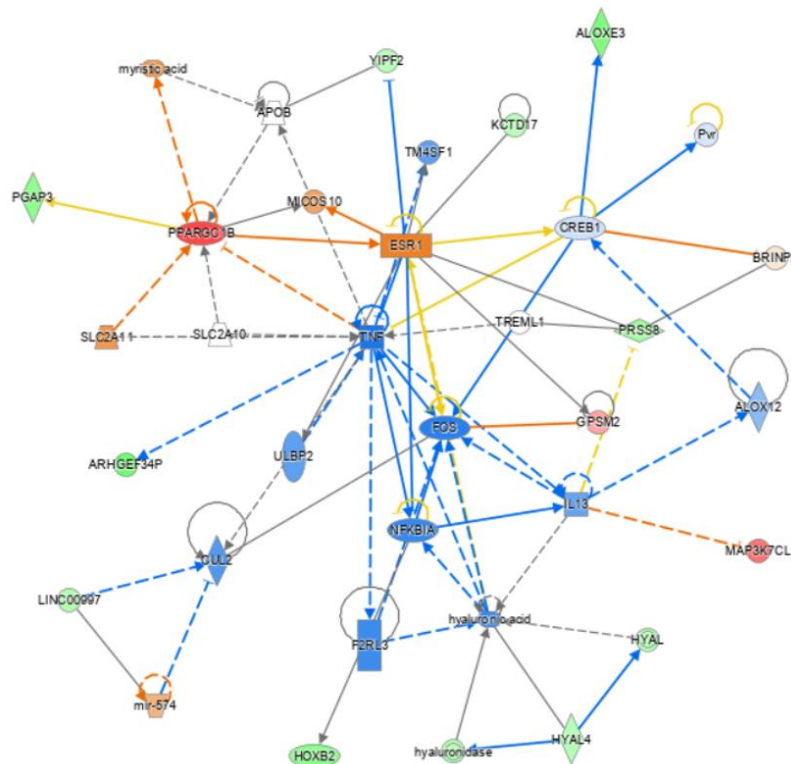 ALOXE3
YIPF2
myristic acid
APOB
KCTD17
Pvr
TM4SF1
PGAP3
MICOS10
PPARGC1B
ESR1
CREB1
BRINP
TREML1
PRSS8
SLC2A11
SLC2A10
TNF
ALOX12
GPSM2
FOS
ARHGEF34P
ULBP2
IL13
NFKBIA
MAP3K7CL
CUL2
LINC00997
hyaluronic acid
F2RL3
HYAL
mir-574
HYAL4
hyaluronidase
HOXB2